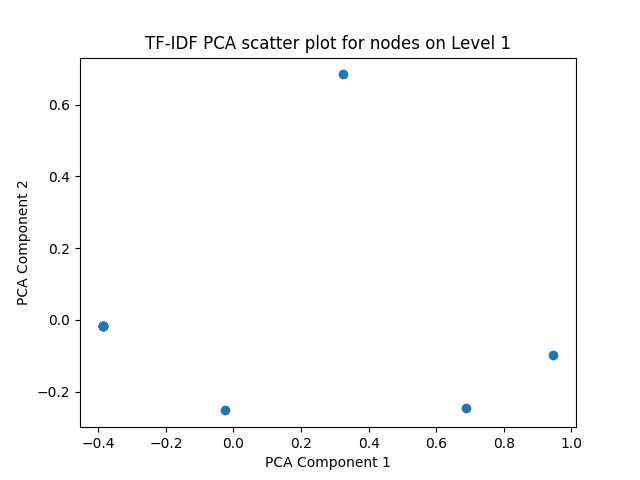 TF-IDF PCA scatter plot for nodes on Level 1
PCA Component 2
0.6
0.4
0.2
0.0
−0.2
−0.4 −0.2 0.0 0.2 0.4 0.6 0.8 1.0
PCA Component 1